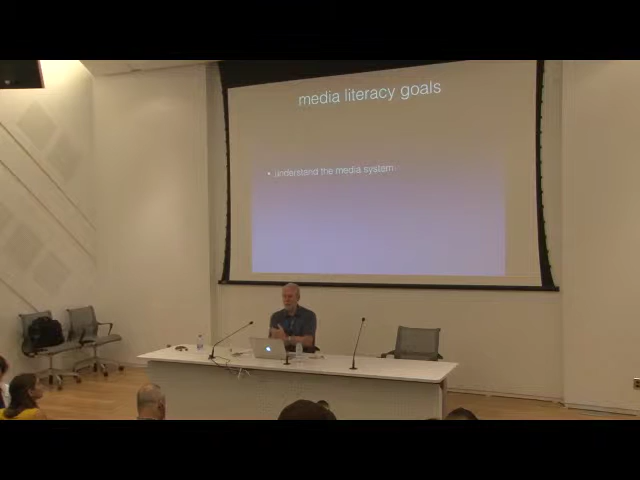 media literacy goals
• understand the media system